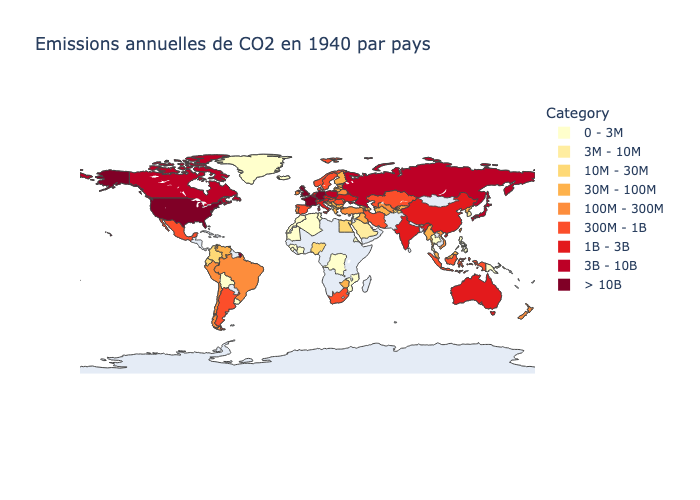 Emissions annuelles de CO2 en 1940 par pays
Category
0 - 3M
3M - 10M
10M - 30M
30M - 100M
100M - 300M
300M - 1B
1B - 3B
3B - 10B
> 10B